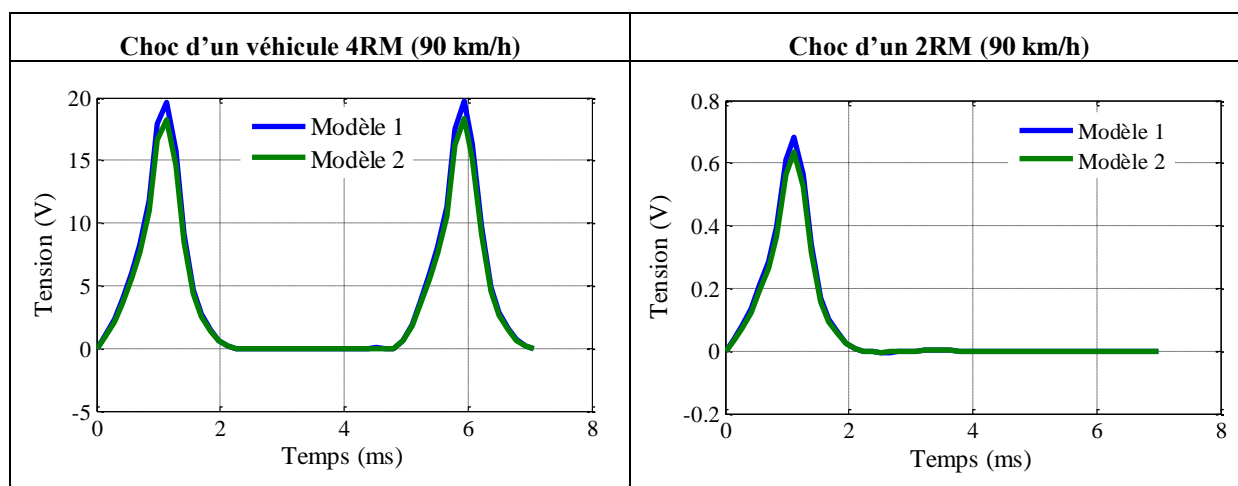 Choc d'un véhicule 4RM (90 km/h)
Choc d'un 2RM (90 km/h)
20
15
10
5
0
-5
Tension (V)
Modèle 1
Modèle 2
0 2 4 6 8
Temps (ms)
0.8
0.6
0.4
0.2
0
-0.2
Tension (V)
Modèle 1
Modèle 2
0 2 4 6 8
Temps (ms)